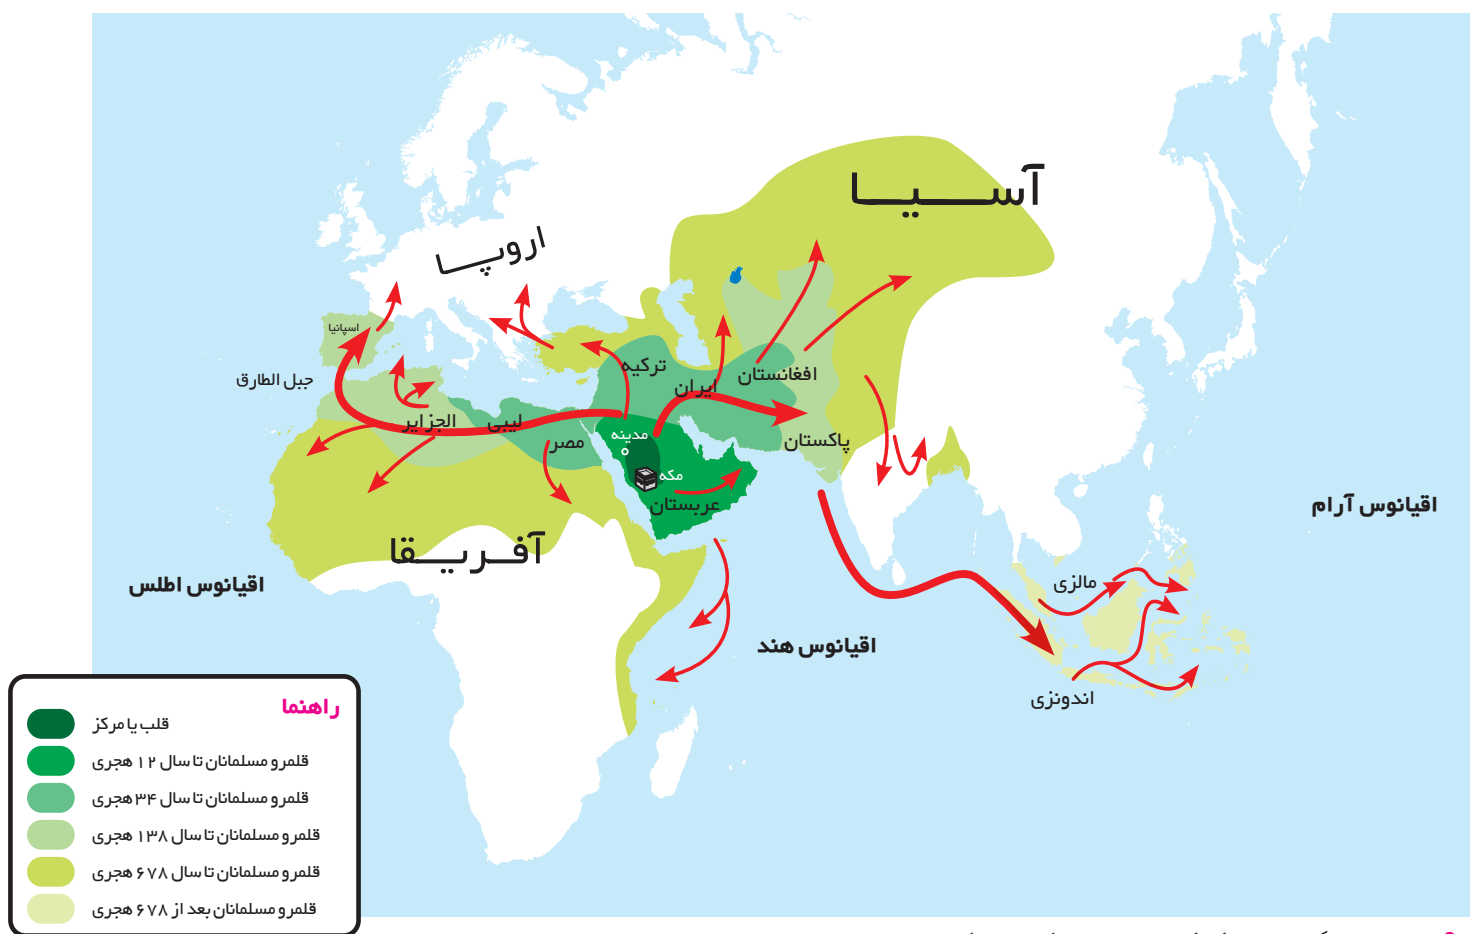 آسیا
اروپا
اسپانیا
جبل الطارق
ترکیه
ایران
افغانستان
الجزایر
لیبی
مصر
مدینه
مکه
عربستان
پاکستان
آفریقا
اقیانوس آرام
اقیانوس اطلس
اقیانوس هند
مالزی
اندونزی
راهنما
قلب یا مرکز
قلمرو مسلمانان تا سال ۱۲ هجری
قلمرو مسلمانان تا سال ۳۴ هجری
قلمرو مسلمانان تا سال ۱۳۸ هجری
قلمرو مسلمانان تا سال ۶۷۸ هجری
قلمرو مسلمانان بعد از ۶۷۸ هجری